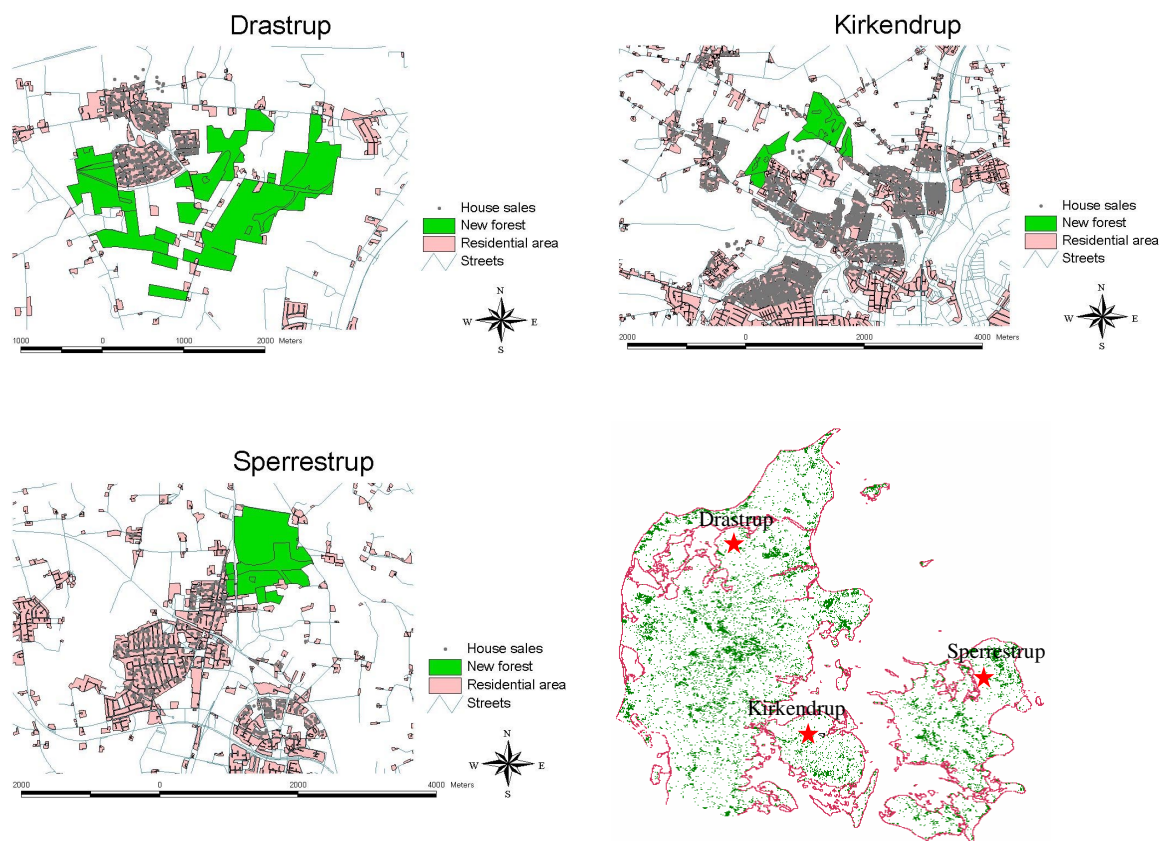 Drastrup
House sales
New forest
Residential area
Streets
N
W E
S
1000 0 1000 2000 Meters
Kirkendrup
House sales
New forest
Residential area
Streets
N
W E
S
2000 0 2000 4000 Meters
Sperrestrup
House sales
New forest
Residential area
Streets
N
W E
S
2000 0 2000 4000 Meters
Drastrup
Sperrestrup
Kirkendrup